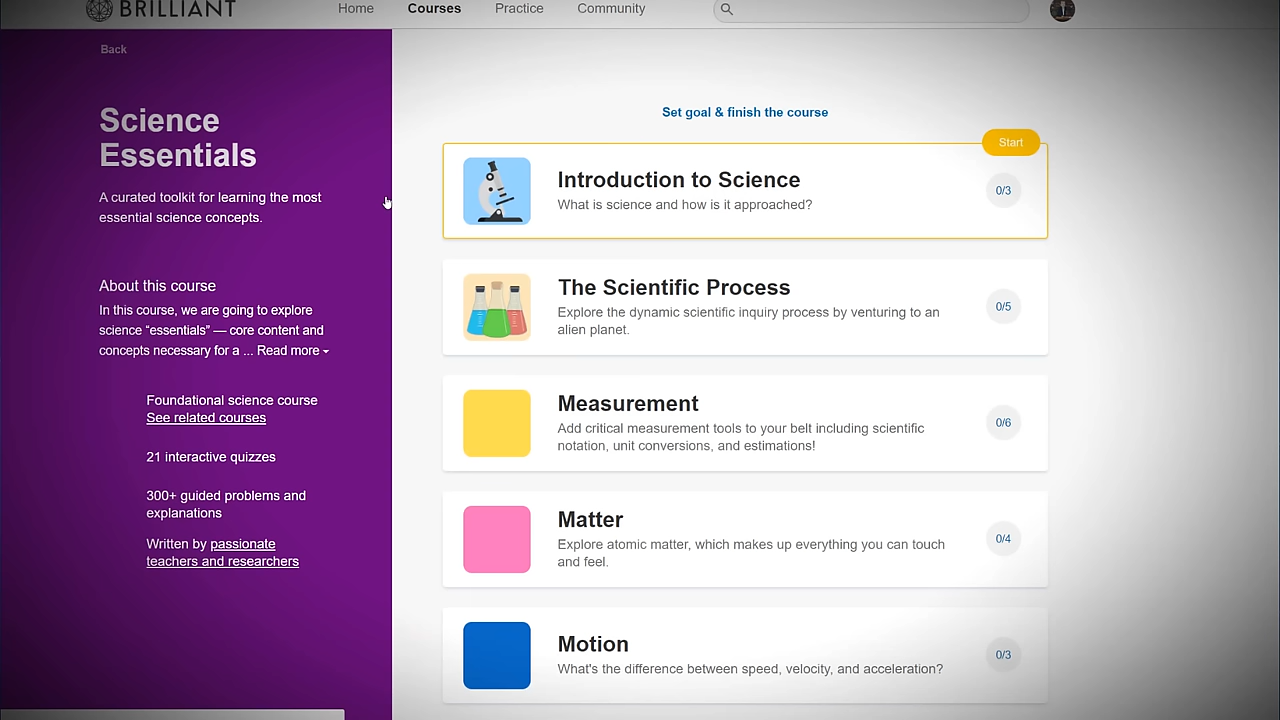 BRILLIANT
Home
Courses
Practice
Community
Back
Science
Essentials
A curated toolkit for learning the most
essential science concepts.
About this course
In this course, we are going to explore
science “essentials” — core content and
concepts necessary for a ... Read more
Foundational science course
See related courses
21 interactive quizzes
300+ guided problems and
explanations
Written by passionate
teachers and researchers
Set goal & finish the course
Start
Introduction to Science
What is science and how is it approached?
0/3
The Scientific Process
Explore the dynamic scientific inquiry process by venturing to an
alien planet.
0/5
Measurement
Add critical measurement tools to your belt including scientific
notation, unit conversions, and estimations!
0/6
Matter
Explore atomic matter, which makes up everything you can touch
and feel.
0/4
Motion
What's the difference between speed, velocity, and acceleration?
0/3